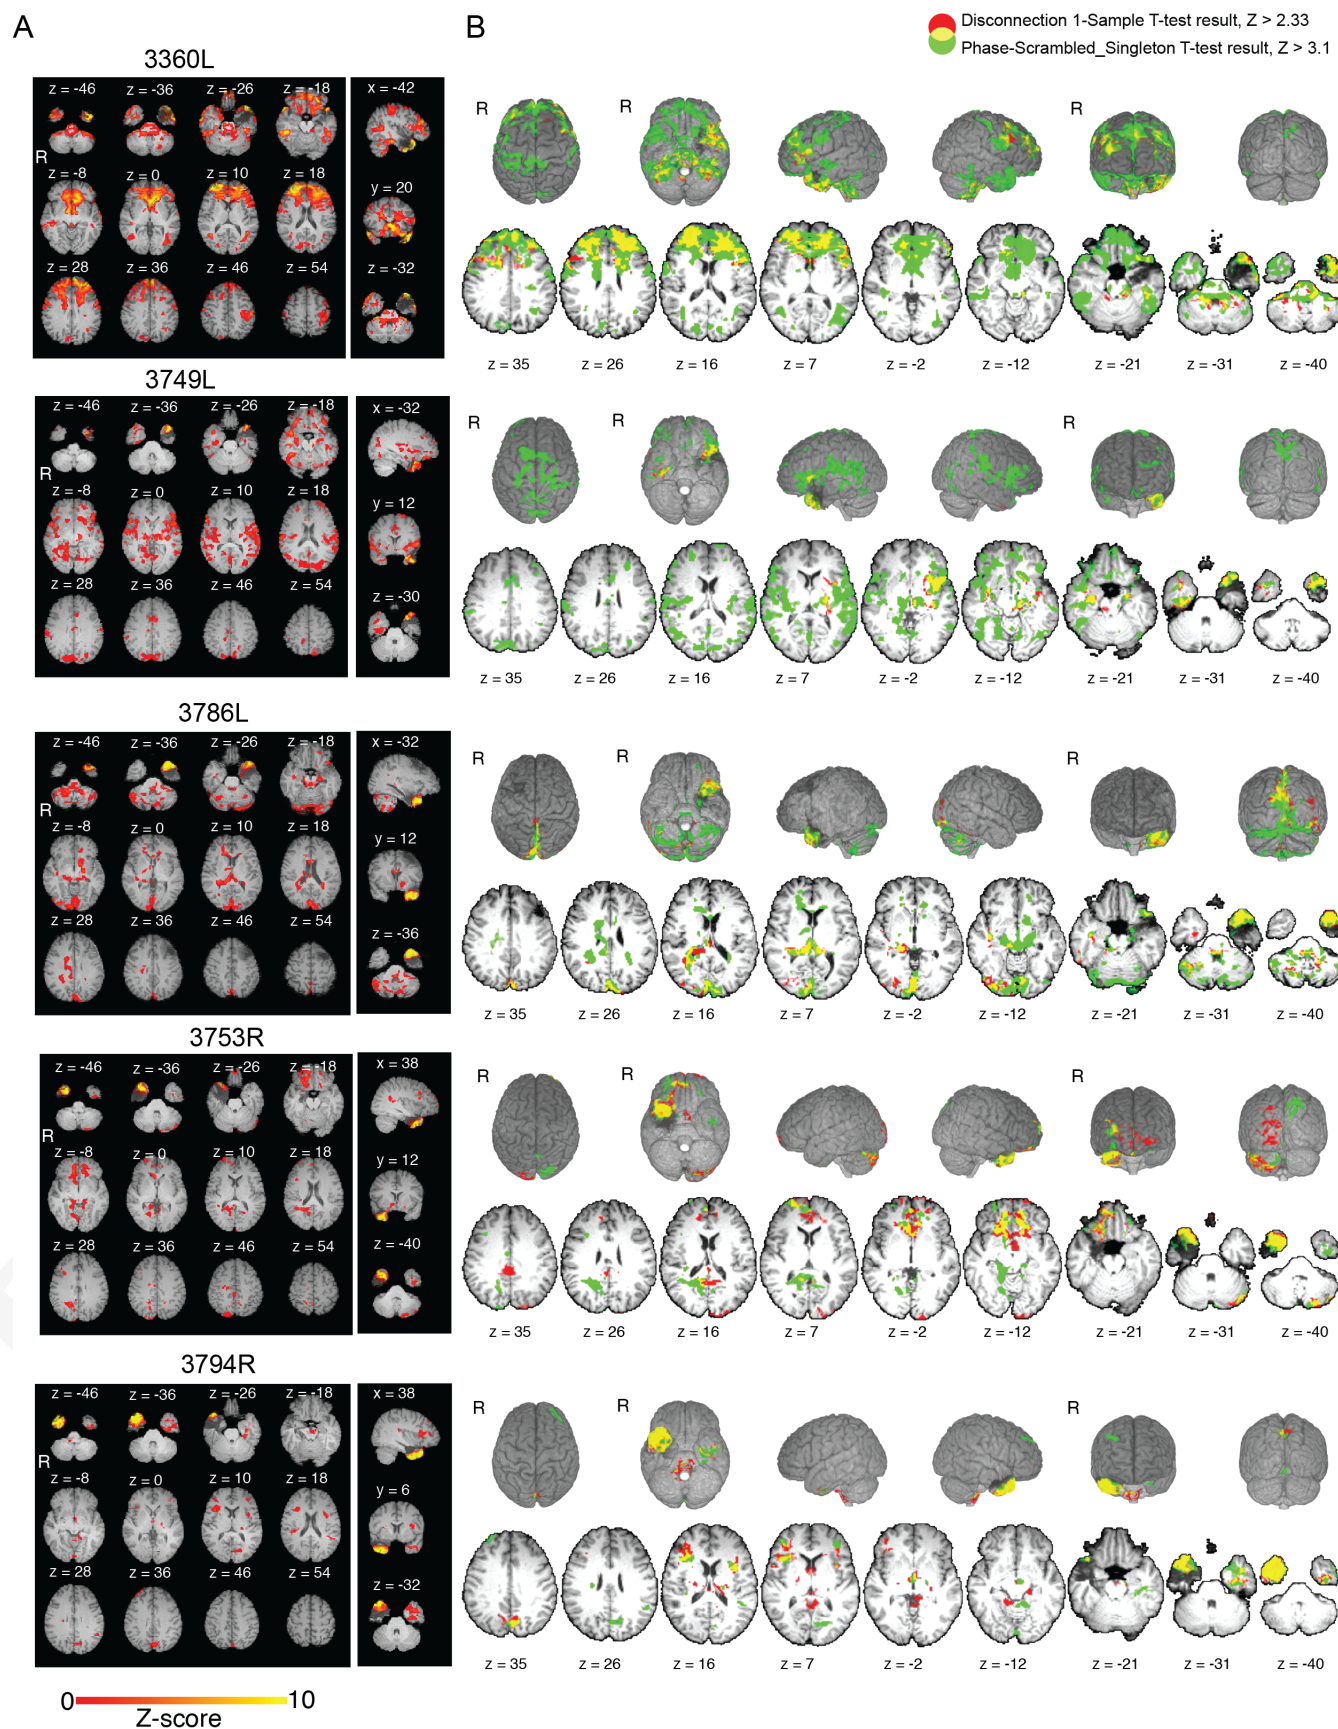 A
B
Disconnection 1-Sample T-test result, Z > 2.33
Phase-Scrambled_Singleton T-test result, Z > 3.1
3360L
z = -46 z = -36 z = -26 z = -18 x = -42
R
z = -8 z = 0 z = 10 z = 18 y = 20
z = 28 z = 36 z = 46 z = 54 z = -32
R R R
z = 35 z = 26 z = 16 z = 7 z = -2 z = -12 z = -21 z = -31 z = -40
3749L
z = -46 z = -36 z = -26 z = -18 x = -32
R
z = -8 z = 0 z = 10 z = 18 y = 12
z = 28 z = 36 z = 46 z = 54 z = -30
R R R
z = 35 z = 26 z = 16 z = 7 z = -2 z = -12 z = -21 z = -31 z = -40
3786L
z = -46 z = -36 z = -26 z = -18 x = -32
R
z = -8 z = 0 z = 10 z = 18 y = 12
z = 28 z = 36 z = 46 z = 54 z = -36
R R R
z = 35 z = 26 z = 16 z = 7 z = -2 z = -12 z = -21 z = -31 z = -40
3753R
z = -46 z = -36 z = -26 z = -18 x = 38
R
z = -8 z = 0 z = 10 z = 18 y = 12
z = 28 z = 36 z = 46 z = 54 z = -40
R R R
z = 35 z = 26 z = 16 z = 7 z = -2 z = -12 z = -21 z = -31 z = -40
3794R
z = -46 z = -36 z = -26 z = -18 x = 38
R
z = -8 z = 0 z = 10 z = 18 y = 6
z = 28 z = 36 z = 46 z = 54 z = -32
R R R
z = 35 z = 26 z = 16 z = 7 z = -2 z = -12 z = -21 z = -31 z = -40
0 10
Z-score